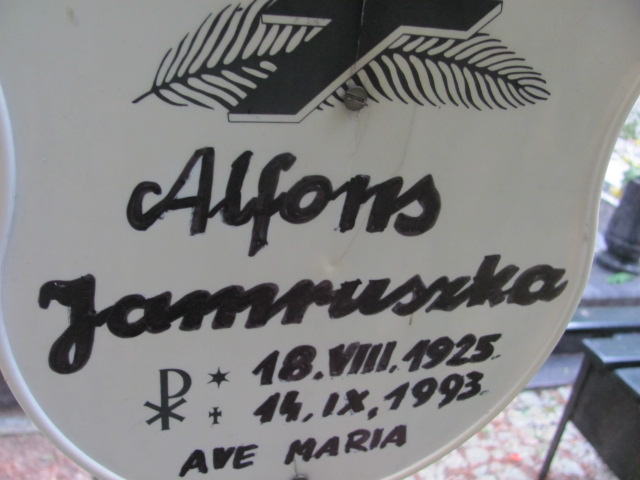 Alfons
Jamruszka
☧ * 18.VIII.1925.
✝ 14.IX.1993.
AVE MARIA